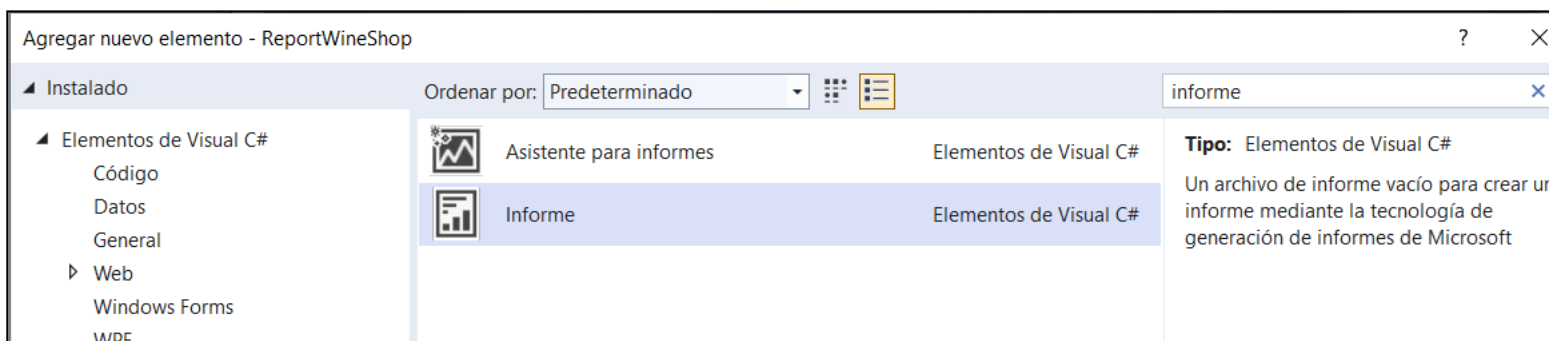 Agregar nuevo elemento - ReportWineShop
?
Instalado
Ordenar por: Predeterminado
informe
Elementos de Visual C#
Código
Datos
General
Web
Windows Forms
WPF
Asistente para informes Elementos de Visual C#
Informe Elementos de Visual C#
Tipo: Elementos de Visual C#
Un archivo de informe vacío para crear un
informe mediante la tecnología de
generación de informes de Microsoft